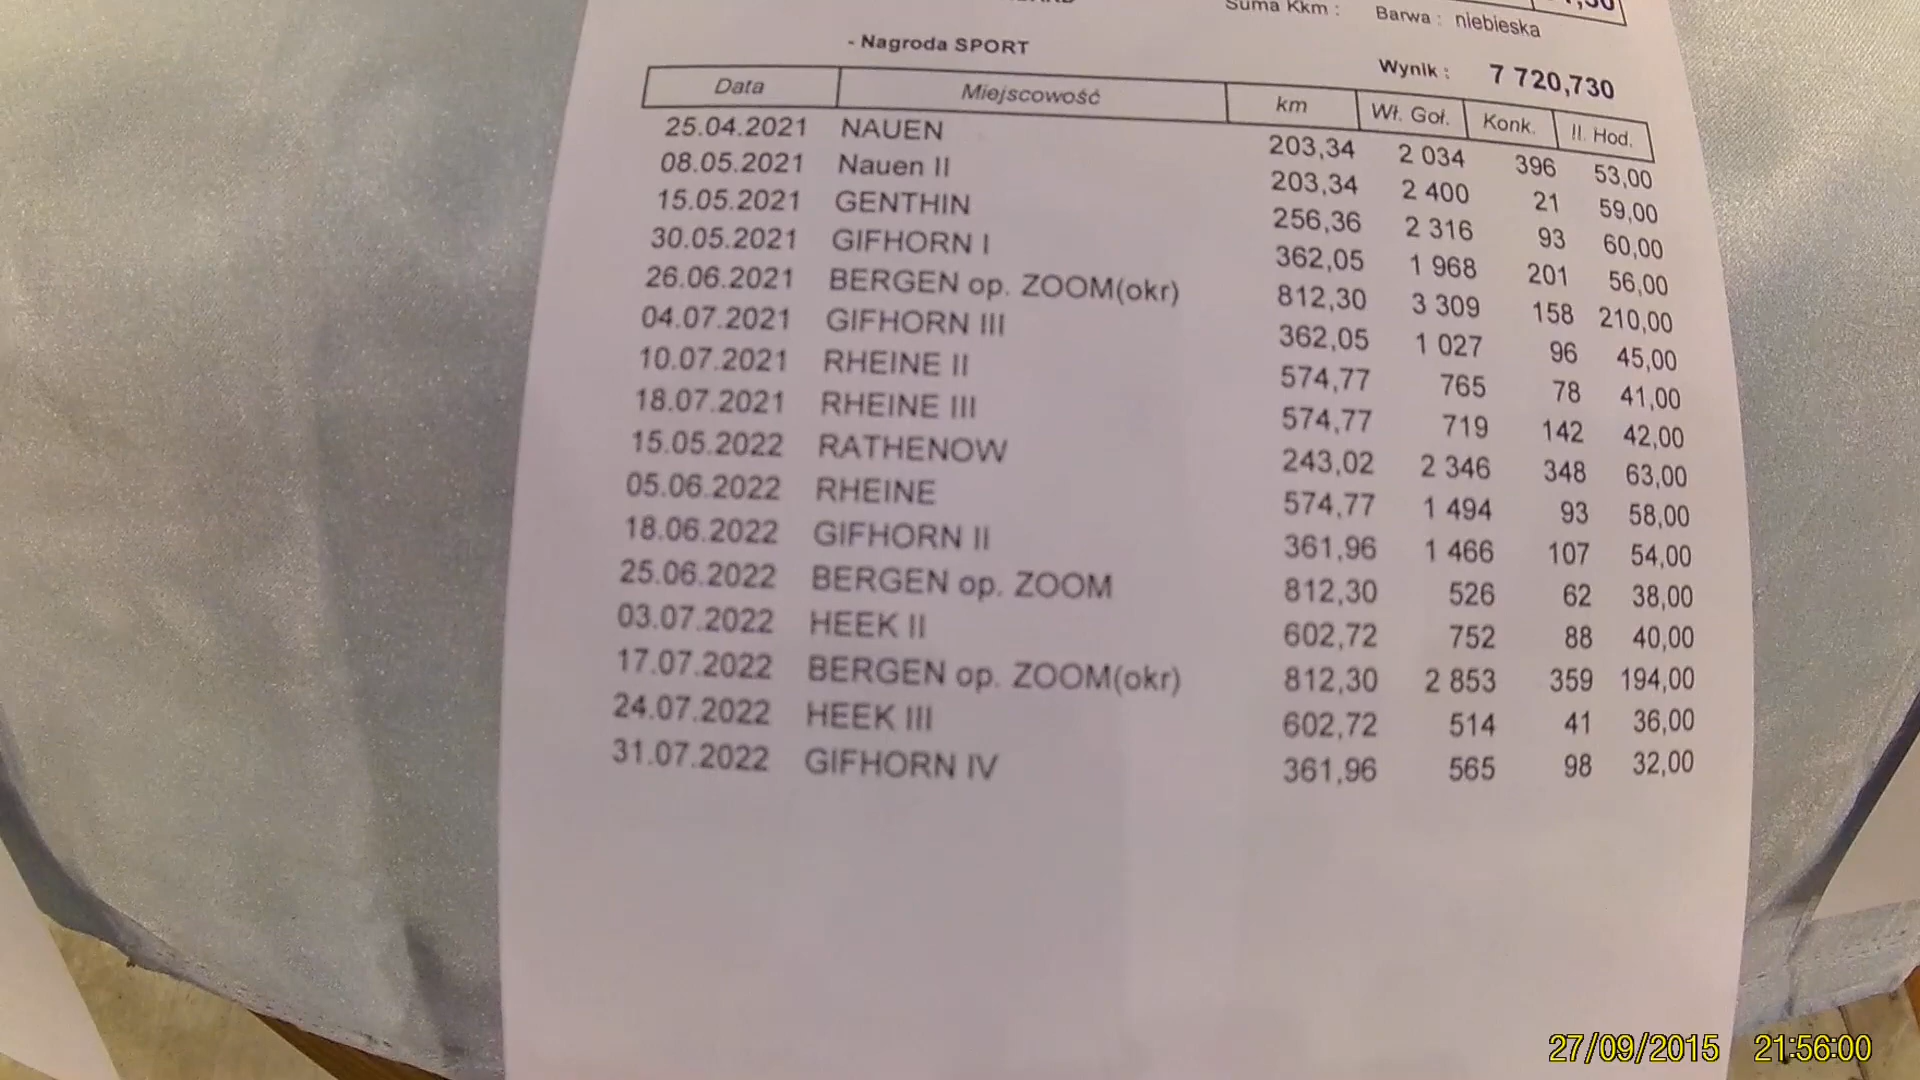 Suma Kkm : Barwa : niebieska
- Nagroda SPORT
Wynik : 7 720,730
Data Miejscowość km Wł. Goł. Konk. Il. Hod.
25.04.2021 NAUEN 203,34 2 034 396 53,00
08.05.2021 Nauen II 203,34 2 400 21 59,00
15.05.2021 GENTHIN 256,36 2 316 93 60,00
30.05.2021 GIFHORN I 362,05 1 968 201 56,00
26.06.2021 BERGEN op. ZOOM(okr) 812,30 3 309 158 210,00
04.07.2021 GIFHORN III 362,05 1 027 96 45,00
10.07.2021 RHEINE II 574,77 765 78 41,00
18.07.2021 RHEINE III 574,77 719 142 42,00
15.05.2022 RATHENOW 243,02 2 346 348 63,00
05.06.2022 RHEINE 574,77 1 494 93 58,00
18.06.2022 GIFHORN II 361,96 1 466 107 54,00
25.06.2022 BERGEN op. ZOOM 812,30 526 62 38,00
03.07.2022 HEEK II 602,72 752 88 40,00
17.07.2022 BERGEN op. ZOOM(okr) 812,30 2 853 359 194,00
24.07.2022 HEEK III 602,72 514 41 36,00
31.07.2022 GIFHORN IV 361,96 565 98 32,00
27/09/2015 21:56:00